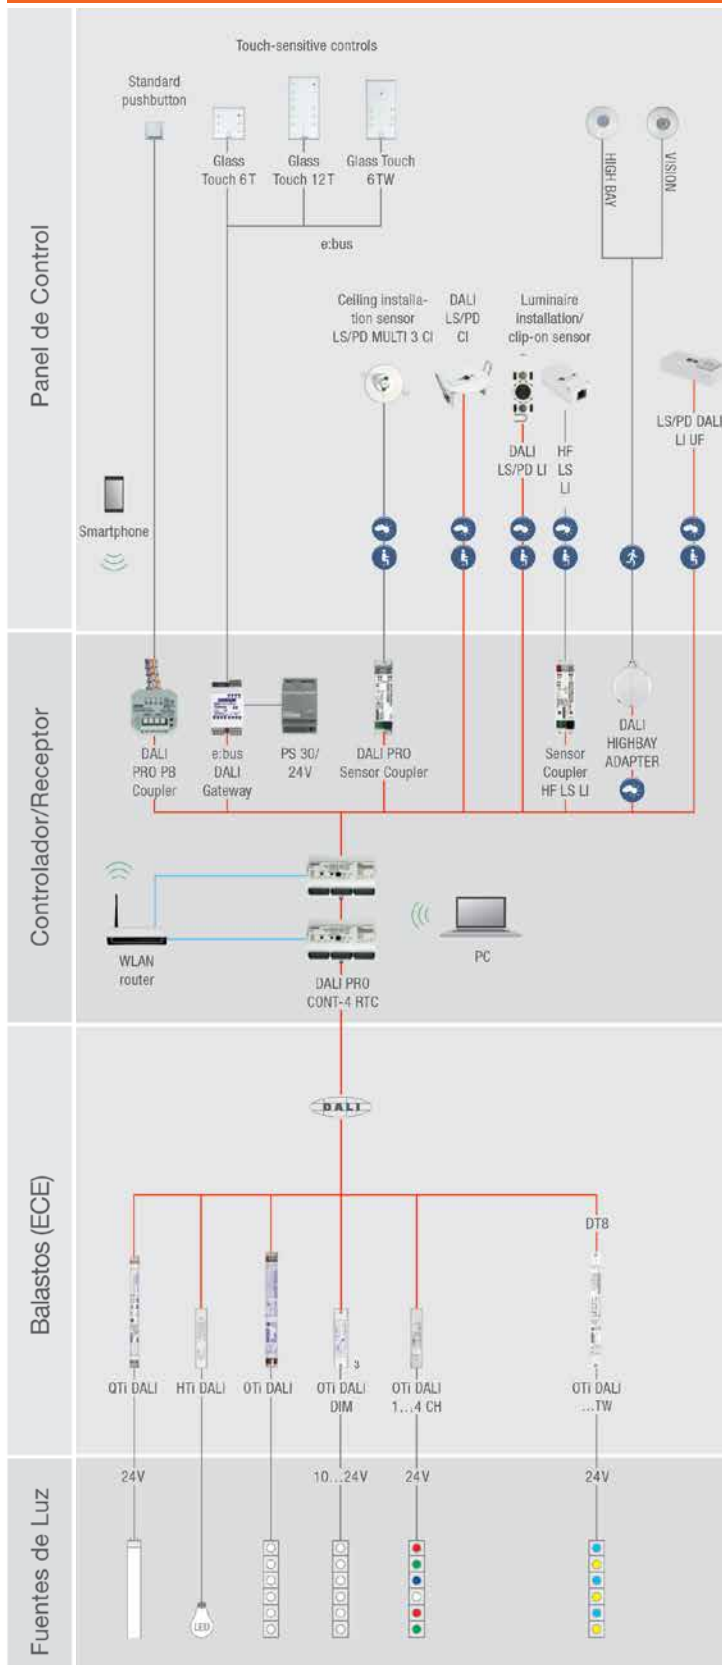 Panel de Control
Touch-sensitive controls
Standard
pushbutton
Glass
Touch 6T
Glass
Touch 12T
Glass Touch
6TW
e:bus
HIGH BAY
VISION
Ceiling installa-
tion sensor
LS/PD MULTI 3 CI
DALI
LS/PD
CI
Luminaire
installation/
clip-on sensor
LS/PD DALI
LI UF
DALI
LS/PD LI
HF
LS
LI
Smartphone
Controlador/Receptor
DALI
PRO PB
Coupler
e:bus
DALI
Gateway
PS 30/
24V
DALI PRO
Sensor Coupler
Sensor
Coupler
HF LS LI
DALI
HIGHBAY
ADAPTER
WLAN
router
DALI PRO
CONT-4 RTC
PC
Balastos (ECE)
DALI
DT8
3
QTi DALI
HTi DALI
OTi DALI
OTi DALI
DIM
OTi DALI
1...4 CH
OTi DALI
...TW
Fuentes de Luz
24V
10...24V
24V
24V
LED